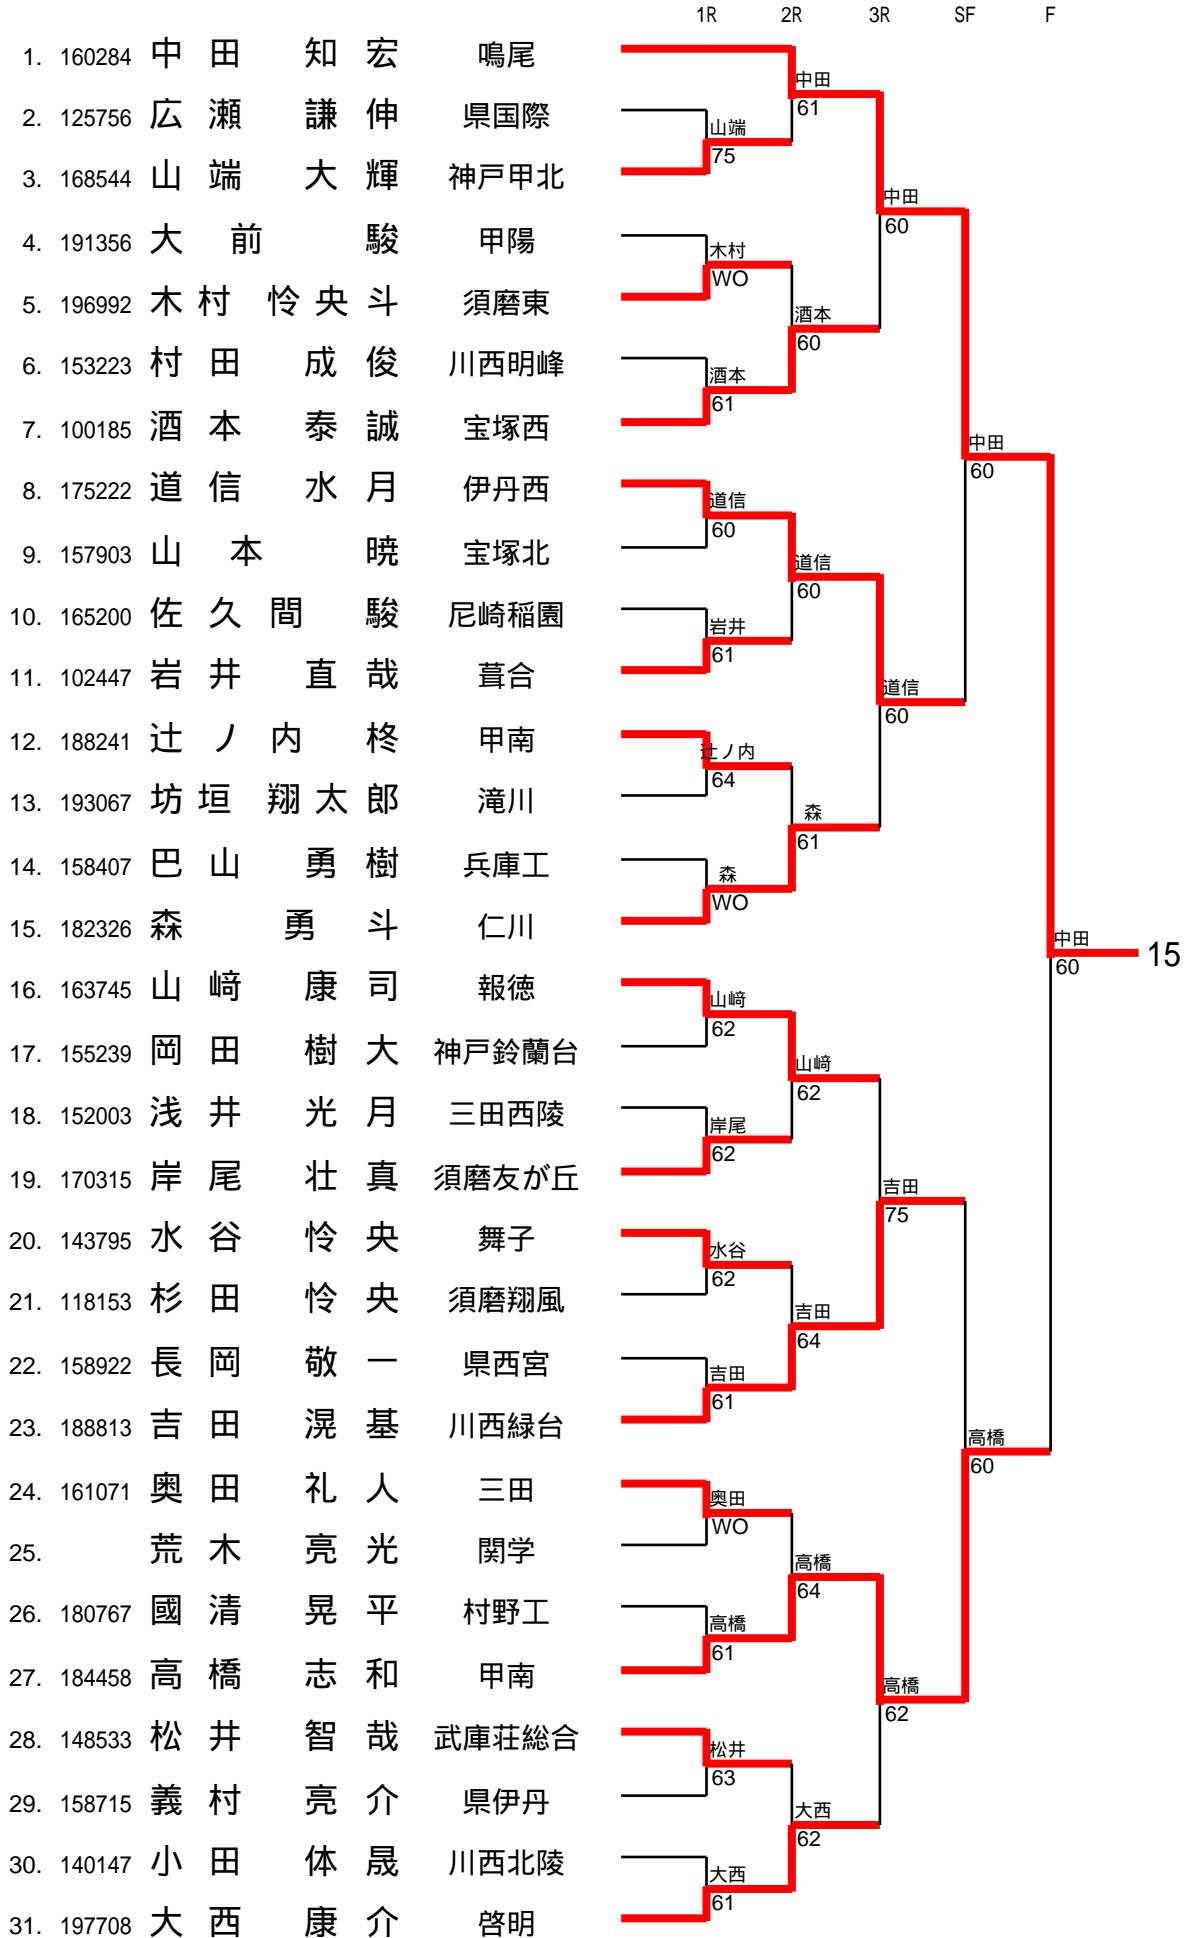 1R 2R 3R SF F
1. 160284 中田 知宏 鳴尾
2. 125756 広瀬 謙伸 県国際
3. 168544 山端 大輝 神戸甲北
4. 191356 大前 駿 甲陽
5. 196992 木村 怜央斗 須磨東
6. 153223 村田 成俊 川西明峰
7. 100185 酒本 泰誠 宝塚西
8. 175222 道信 水月 伊丹西
9. 157903 山本 暁 宝塚北
10. 165200 佐久間 駿 尼崎稲園
11. 102447 岩井 直哉 葺合
12. 188241 辻ノ内 柊 甲南
13. 193067 坊垣 翔太郎 滝川
14. 158407 巴山 勇樹 兵庫工
15. 182326 森 勇斗 仁川
16. 163745 山﨑 康司 報徳
17. 155239 岡田 樹大 神戸鈴蘭台
18. 152003 浅井 光月 三田西陵
19. 170315 岸尾 壮真 須磨友が丘
20. 143795 水谷 怜央 舞子
21. 118153 杉田 怜央 須磨翔風
22. 158922 長岡 敬一 県西宮
23. 188813 吉田 滉基 川西緑台
24. 161071 奥田 礼人 三田
25. 荒木 亮光 関学
26. 180767 國清 晃平 村野工
27. 184458 高橋 志和 甲南
28. 148533 松井 智哉 武庫荘総合
29. 158715 義村 亮介 県伊丹
30. 140147 小田 体晟 川西北陵
31. 197708 大西 康介 啓明
山端
75
木村
WO
酒本
61
道信
60
岩井
61
辻ノ内
64
森
WO
山﨑
62
岸尾
62
水谷
62
吉田
61
奥田
WO
高橋
61
松井
63
大西
61
中田
61
酒本
60
道信
60
森
61
山﨑
62
吉田
64
高橋
64
大西
62
中田
60
道信
60
吉田
75
高橋
62
中田
60
高橋
60
中田
60
15